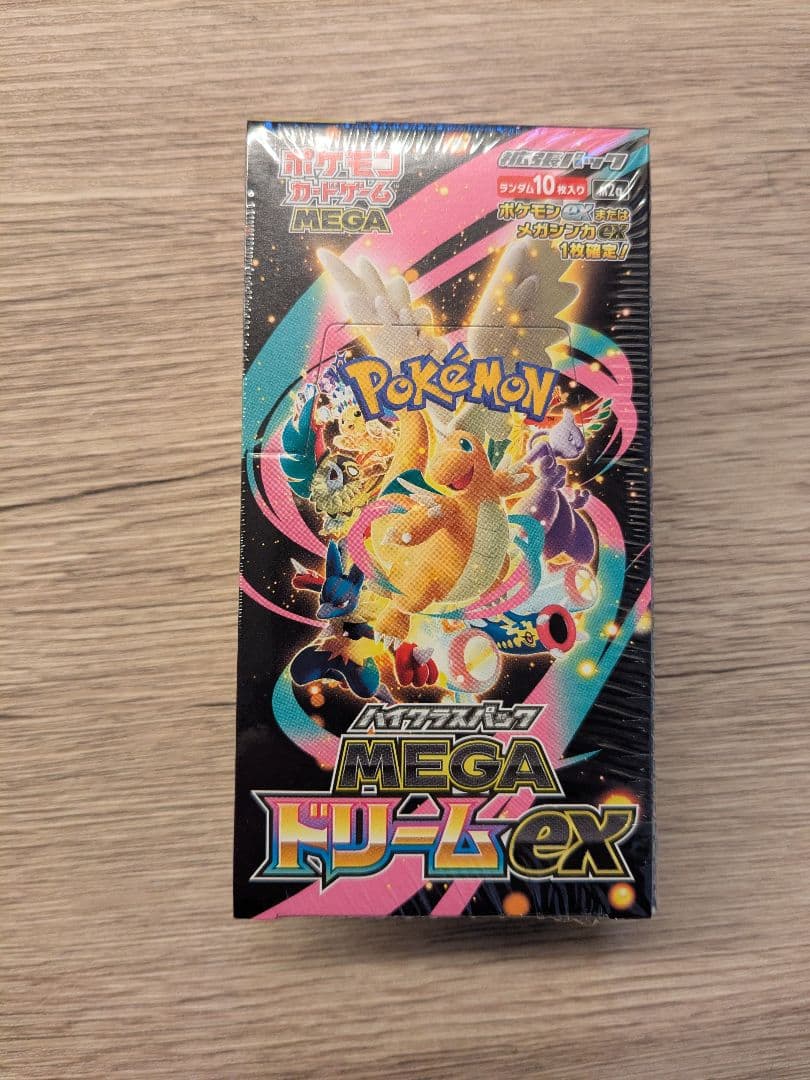 ポケモン
カードゲーム
MEGA
拡張パック
ランダム10枚入り
m2a
ポケモンexまたは
メガシンカex
1枚確定!
POKéMON
ハイクラスパック
MEGA
ドリームex